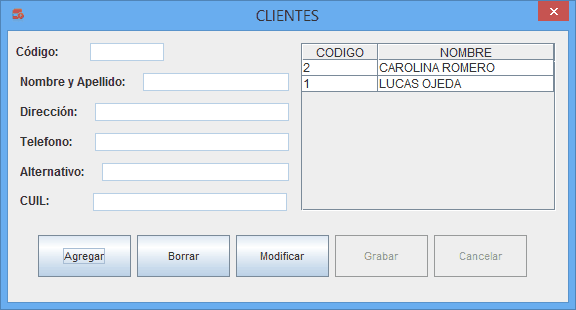 CLIENTES
Código:
Nombre y Apellido:
Dirección:
Telefono:
Alternativo:
CUIL:
CODIGO NOMBRE
2 CAROLINA ROMERO
1 LUCAS OJEDA
Agregar Borrar Modificar Grabar Cancelar